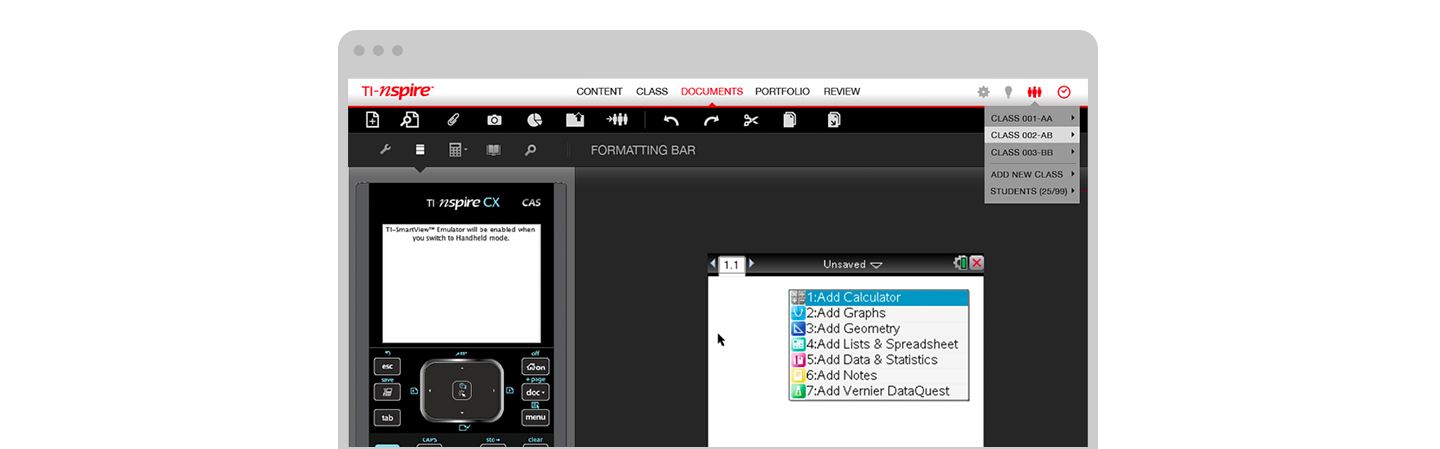 TI-nspire™
CONTENT CLASS DOCUMENTS PORTFOLIO REVIEW
CLASS 001-AA
CLASS 002-AB
CLASS 003-BB
ADD NEW CLASS
STUDENTS (25/99)
FORMATTING BAR
TI-nspire CX CAS
TI-SmartView™ Emulator will be enabled when
you switch to Handheld mode.
1.1 Unsaved
1:Add Calculator
2:Add Graphs
3:Add Geometry
4:Add Lists & Spreadsheet
5:Add Data & Statistics
6:Add Notes
7:Add Vernier DataQuest
off
esc
on
save
+ page
doc
tab
menu
CAPS
sto
clear